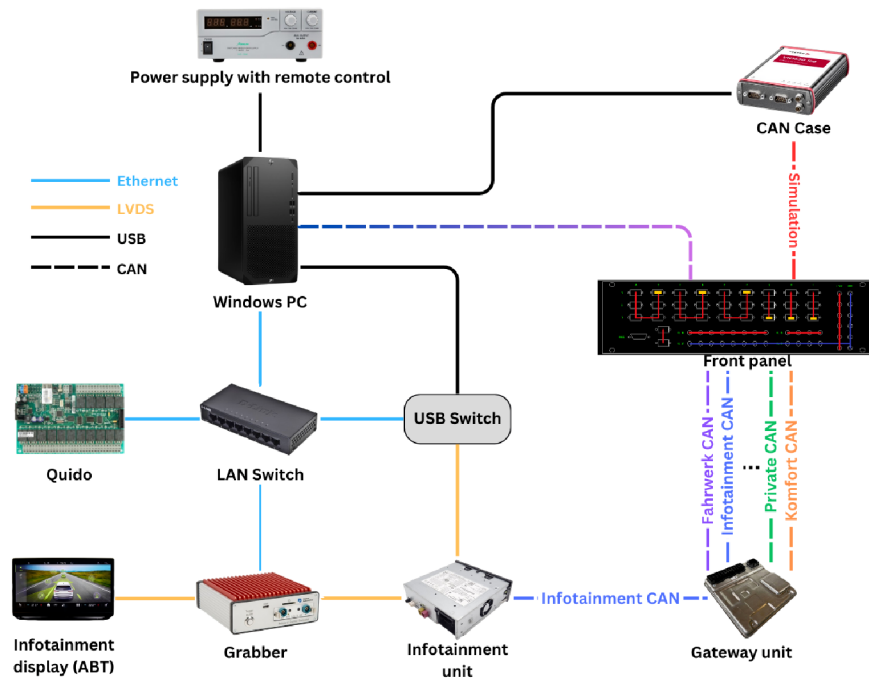 Power supply with remote control
CAN Case
Ethernet
LVDS
USB
CAN
Simulation
Windows PC
Front panel
USB Switch
Quido
LAN Switch
Fahrwerk CAN
Infotainment CAN
...
Private CAN
Komfort CAN
Infotainment CAN
Infotainment
display (ABT)
Grabber
Infotainment
unit
Gateway unit